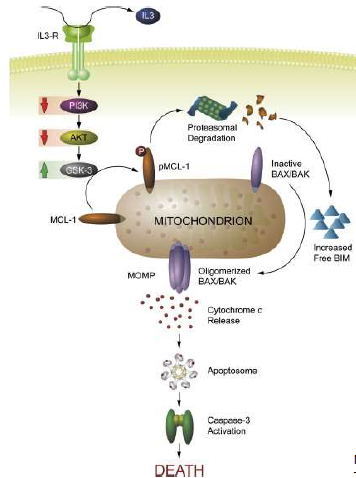 IL3
IL3-R
PI3K
AKT
GSK-3
P
pMCL-1
Proteasomal
Degradation
Inactive
BAX/BAK
MCL-1
MITOCHONDRION
Increased
Free BIM
MOMP
Oligomerized
BAX/BAK
Cytochrome c
Release
Apoptosome
Caspase-3
Activation
DEATH